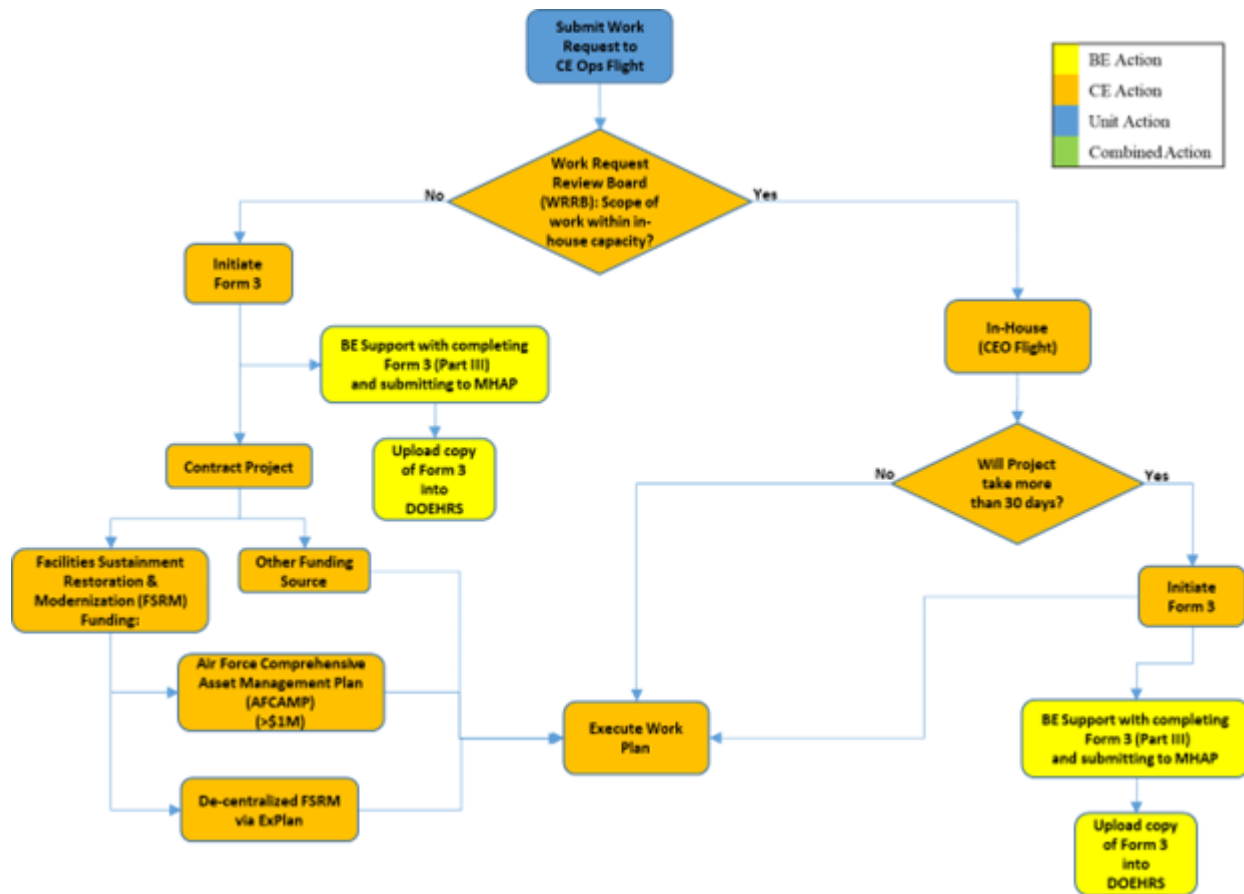 Submit Work
Request to
CE Ops Flight
BE Action
CE Action
Unit Action
Combined Action
Work Request
Review Board
(WRRB): Scope of
work within in-
house capacity?
No
Yes
Initiate
Form 3
BE Support with completing
Form 3 (Part III)
and submitting to MHAP
Upload copy
of Form 3
into
DOEHRS
Contract Project
Facilities Sustainment
Restoration &
Modernization (FSRM)
Funding:
Other Funding
Source
Air Force Comprehensive
Asset Management Plan
(AFCAMP)
(>$1M)
De-centralized FSRM
via ExPlan
In-House
(CEO Flight)
Will Project
take more
than 30 days?
No
Yes
Initiate
Form 3
Execute Work
Plan
BE Support with completing
Form 3 (Part III)
and submitting to MHAP
Upload copy
of Form 3
into
DOEHRS